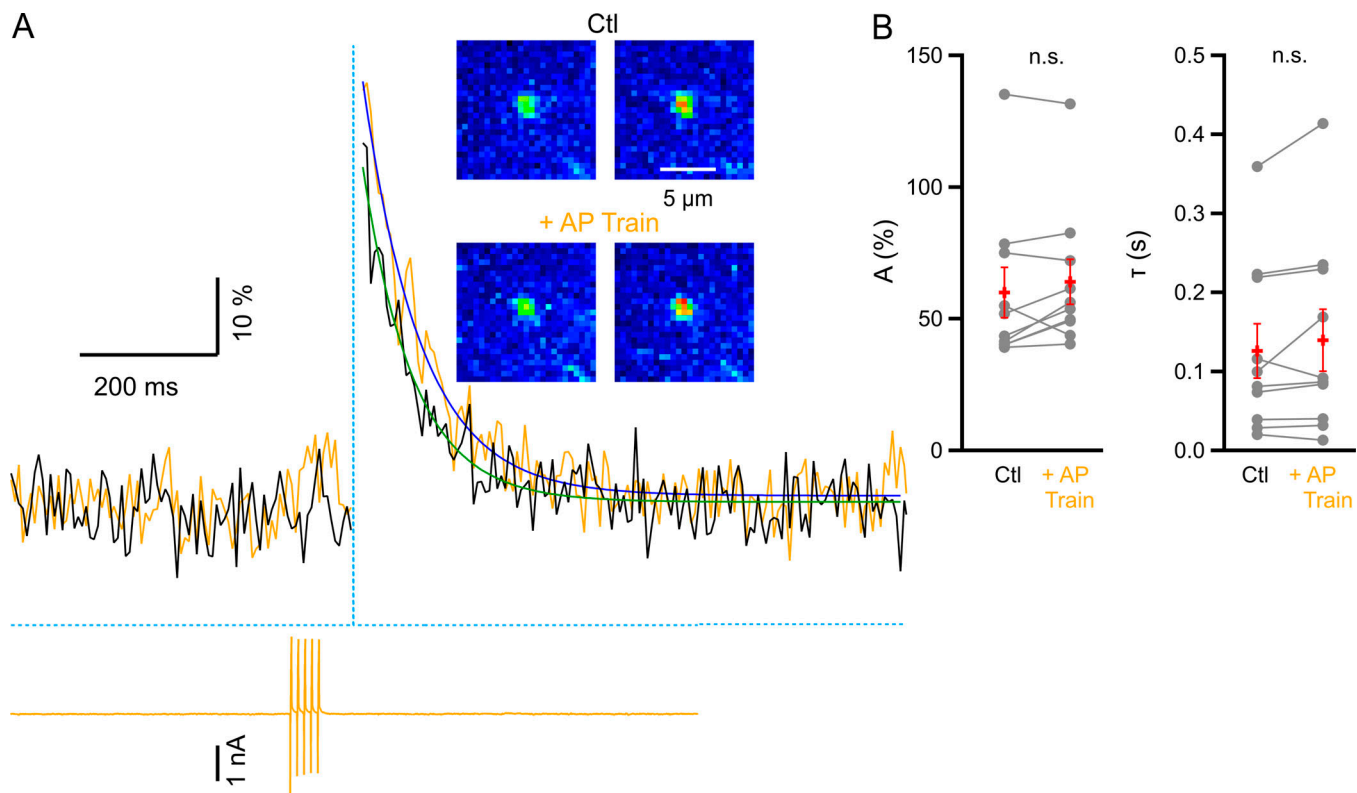 A
Ctl
5 µm
+ AP Train
10 %
200 ms
1 nA
B
n.s.
A (%)
150
100
50
0
Ctl
+ AP
Train
n.s.
τ (s)
0.5
0.4
0.3
0.2
0.1
0.0
Ctl
+ AP
Train